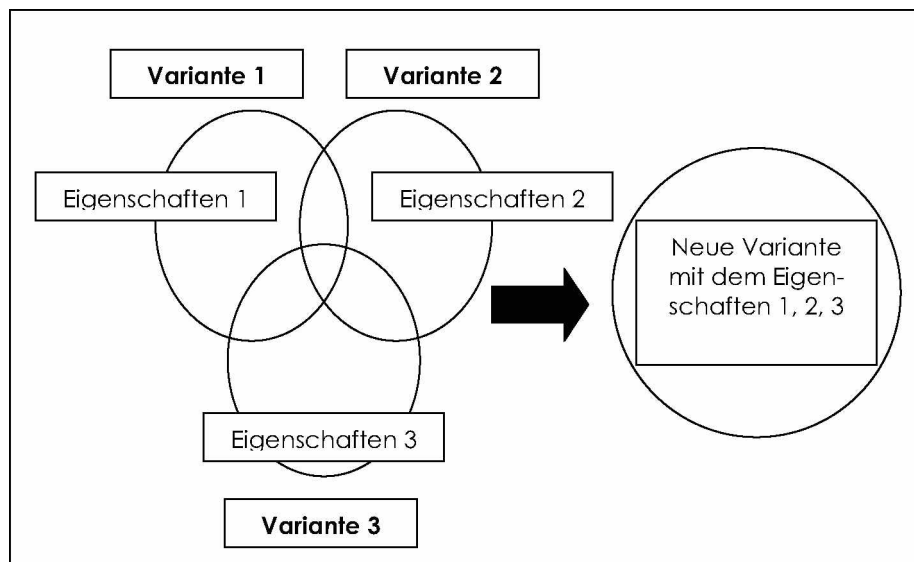 Variante 1
Variante 2
Eigenschaften 1
Eigenschaften 2
Neue Variante
mit dem Eigen-
schaften 1, 2, 3
Eigenschaften 3
Variante 3